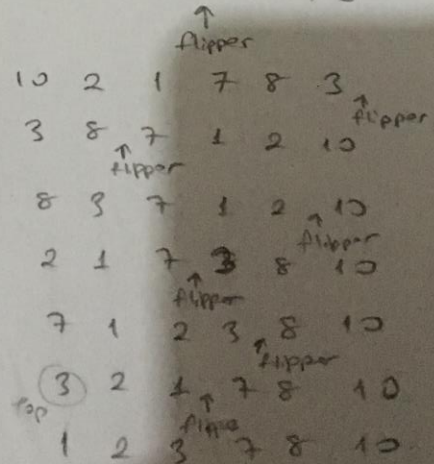 ↑
flipper
10 2 1 7 8 3
↑
flipper
3 8 7 1 2 10
↑
flipper
8 3 7 1 2 10
↑
flipper
2 1 7 3 8 10
↑
flipper
7 1 2 3 8 10
↑
flipper
3 2 1 7 8 10
top
↑
flippe
1 2 3 7 8 10